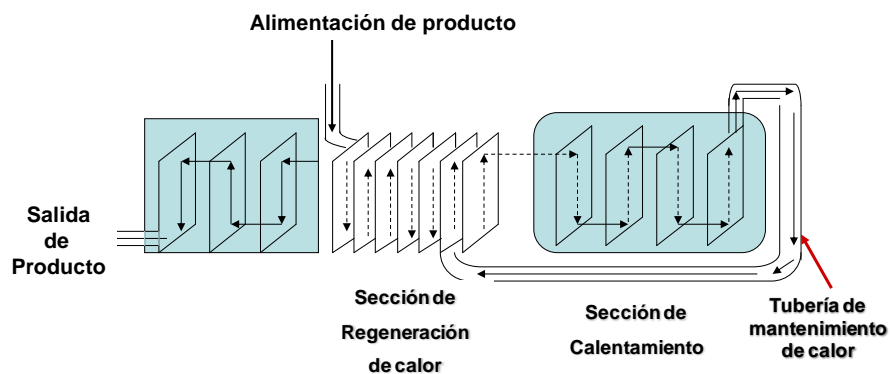 Alimentación de producto
Salida
de
Producto
Sección de
Regeneración
de calor
Sección de
Calentamiento
Tubería de
mantenimiento
de calor